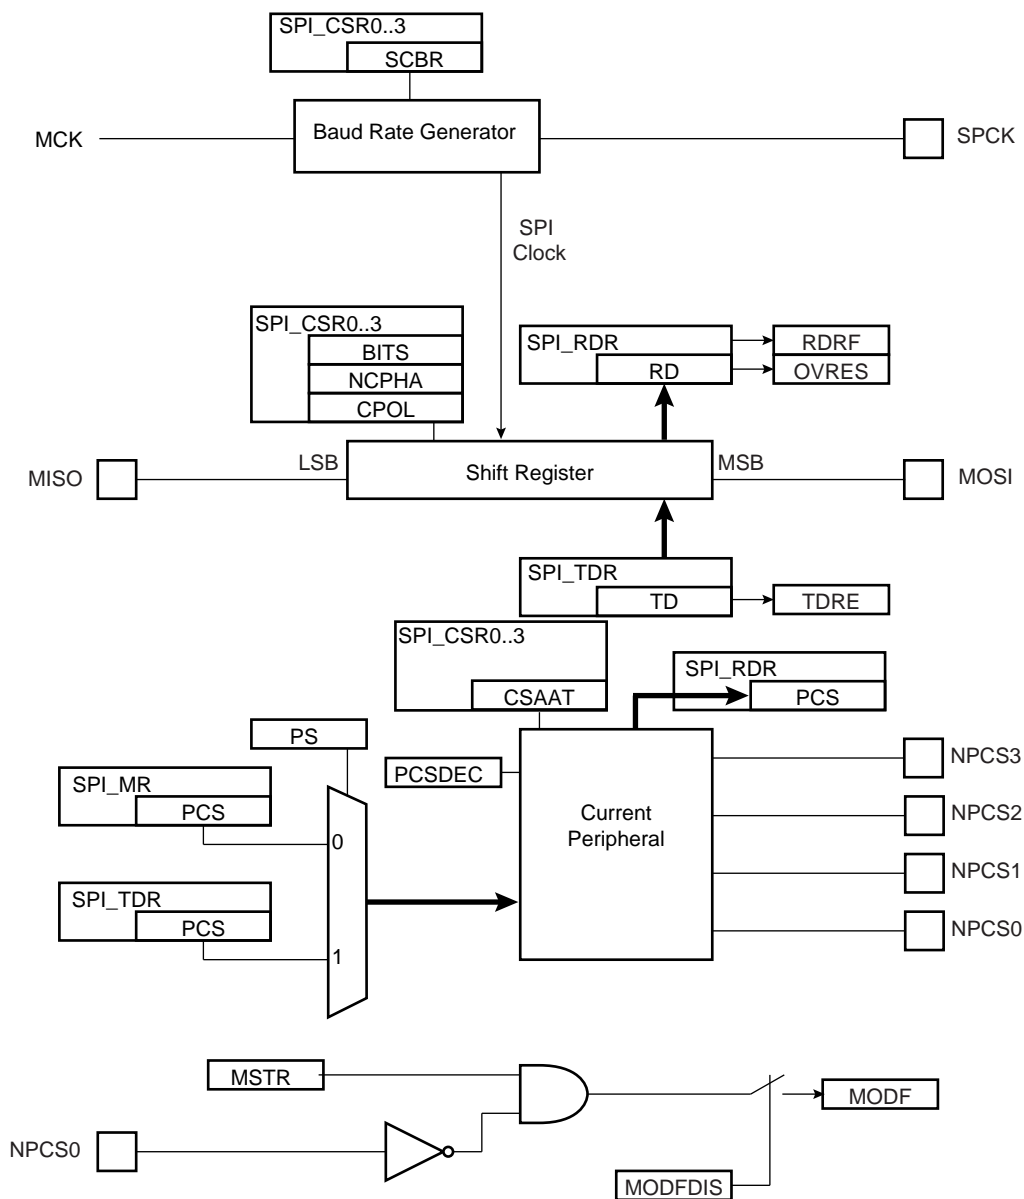 SPI_CSR0..3
SCBR
MCK
Baud Rate Generator
SPCK
SPI
Clock
SPI_CSR0..3
BITS
NCPHA
CPOL
SPI_RDR
RD
RDRF
OVRES
MISO
LSB
Shift Register
MSB
MOSI
SPI_TDR
TD
TDRE
SPI_CSR0..3
CSAAT
SPI_RDR
PCS
PS
PCSDEC
SPI_MR
PCS
0
Current
Peripheral
NPCS3
NPCS2
NPCS1
NPCS0
SPI_TDR
PCS
1
MSTR
MODF
NPCS0
MODFDIS